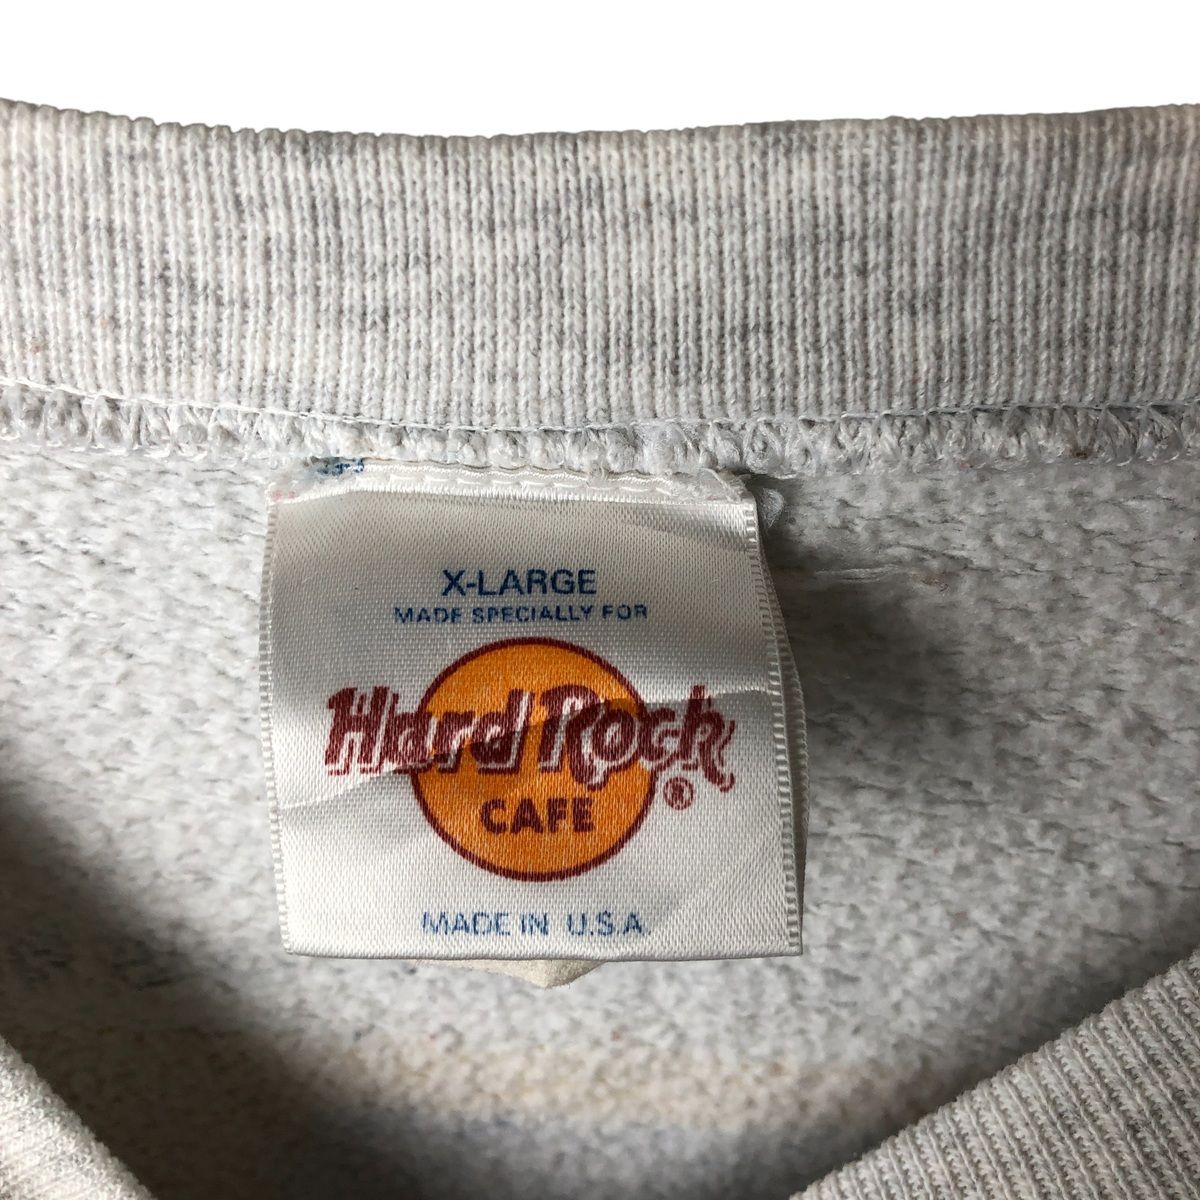 X-LARGE
MADE SPECIALLY FOR
Hard Rock
CAFE
®
MADE IN U.S.A